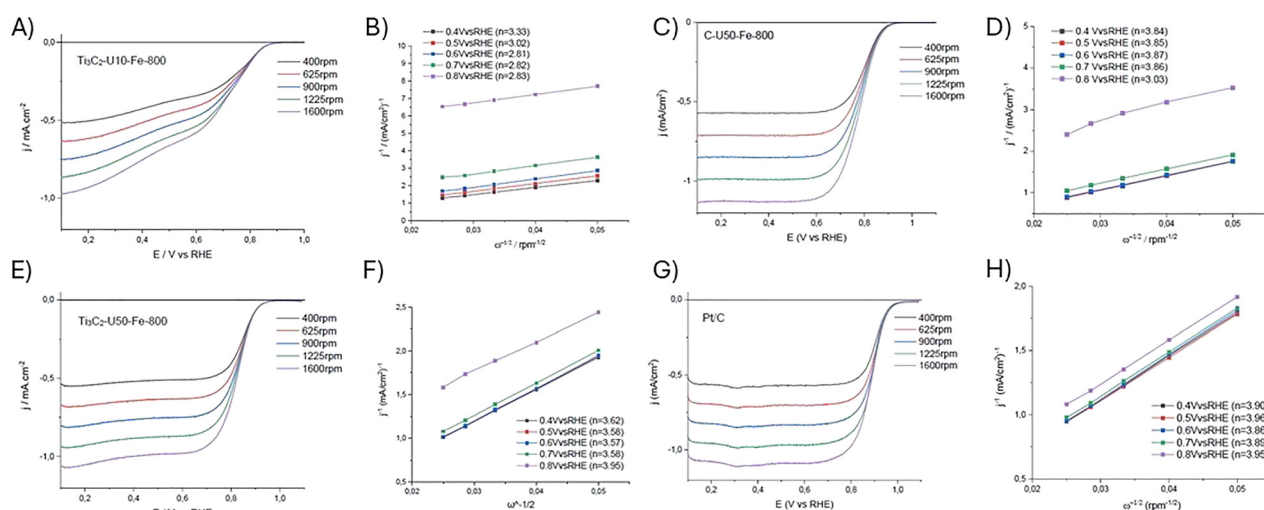 A)
0,0
-0,5
-1,0
j / mA.cm⁻²
0,2
0,4
0,6
0,8
1,0
E / V vs RHE
Ti₃C₂-U10-Fe-800
400rpm
625rpm
900rpm
1225rpm
1600rpm
B)
10
9
8
7
6
5
4
3
2
1
0
j⁻¹ / (mA/cm²)⁻¹
0,02
0,03
0,04
0,05
ω⁻¹/² / rpm⁻¹/²
0.4VvsRHE (n=3.33)
0.5VvsRHE (n=3.02)
0.6VvsRHE (n=2.81)
0.7VvsRHE (n=2.82)
0.8VvsRHE (n=2.83)
C)
0
-0,5
-1
j (mA/cm²)
0,2
0,4
0,6
0,8
1
E (V vs RHE)
C-U50-Fe-800
400rpm
625rpm
900rpm
1225rpm
1600rpm
D)
5
4
3
2
1
j⁻¹ / (mA/cm²)⁻¹
0,02
0,03
0,04
0,05
ω⁻¹/² / rpm⁻¹/²
0.4 VvsRHE (n=3.84)
0.5 VvsRHE (n=3.85)
0.6 VvsRHE (n=3.87)
0.7 VvsRHE (n=3.86)
0.8 VvsRHE (n=3.03)
E)
0,0
-0,5
-1,0
j / mA.cm⁻²
0,2
0,4
0,6
0,8
1,0
E (V vs RHE)
Ti₃C₂-U50-Fe-800
400rpm
625rpm
900rpm
1225rpm
1600rpm
F)
2,5
2,0
1,5
1,0
0,5
j⁻¹ (mA/cm²)⁻¹
0,02
0,03
0,04
0,05
ω^-1/2
0.4VvsRHE (n=3.62)
0.5VvsRHE (n=3.58)
0.6VvsRHE (n=3.57)
0.7VvsRHE (n=3.58)
0.8VvsRHE (n=3.95)
G)
0,0
-0,5
-1,0
j (mA/cm²)
0,2
0,4
0,6
0,8
1,0
E (V vs RHE)
Pt/C
400rpm
625rpm
900rpm
1225rpm
1600rpm
H)
2,0
1,5
1,0
0,5
j⁻¹ (mA/cm²)⁻¹
0,02
0,03
0,04
0,05
ω⁻¹/² (rpm⁻¹/²)
0.4VvsRHE (n=3.90
0.5VvsRHE (n=3.96
0.6VvsRHE (n=3.86
0.7VvsRHE (n=3.89
0.8VvsRHE (n=3.95